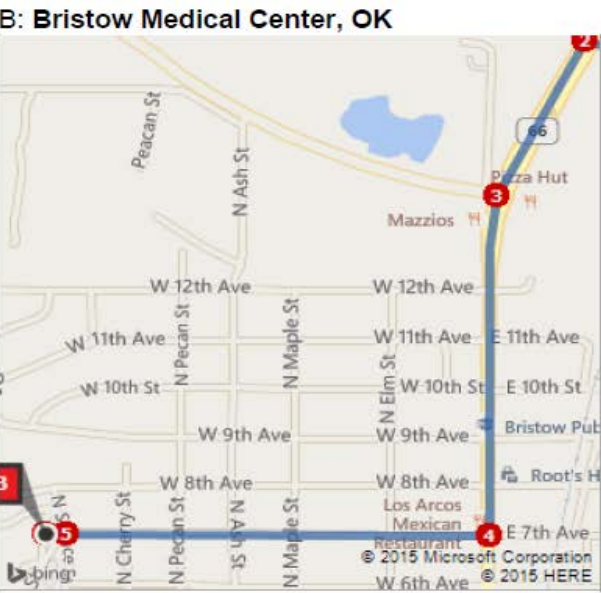 B: Bristow Medical Center, OK
2
66
Peacan St
N Ash St
Pizza Hut
3
Mazzios
W 12th Ave
W 12th Ave
W 11th Ave
N Pecan St
N Maple St
W 11th Ave
E 11th Ave
W 10th St
N Elm St
W 10th St
E 10th St
W 9th Ave
W 9th Ave
Bristow Pub
W 8th Ave
W 8th Ave
Root's H
B
N Cherry St
N Pecan St
N Ash St
N Maple St
Los Arcos
Mexican
Restaurant
5
4
E 7th Ave
© 2015 Microsoft Corporation
bing
W 6th Ave
© 2015 HERE